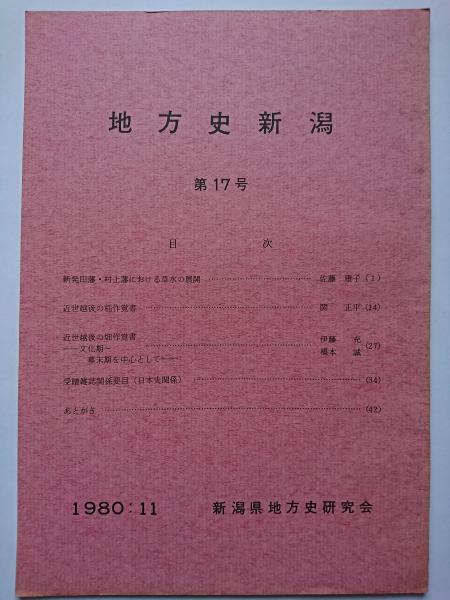 地方史新潟
第17号
目 次
新発田藩・村上藩における草水の展開 佐藤 康子 (1)
近世越後の稲作覚書 関 正平 (14)
近世越後の畑作覚書 伊藤 充
――文化期～ 橋本 誠 (27)
幕末期を中心として――
受贈雑誌関係要目(日本史関係) (34)
あとがき (42)
1980:11 新潟県地方史研究会